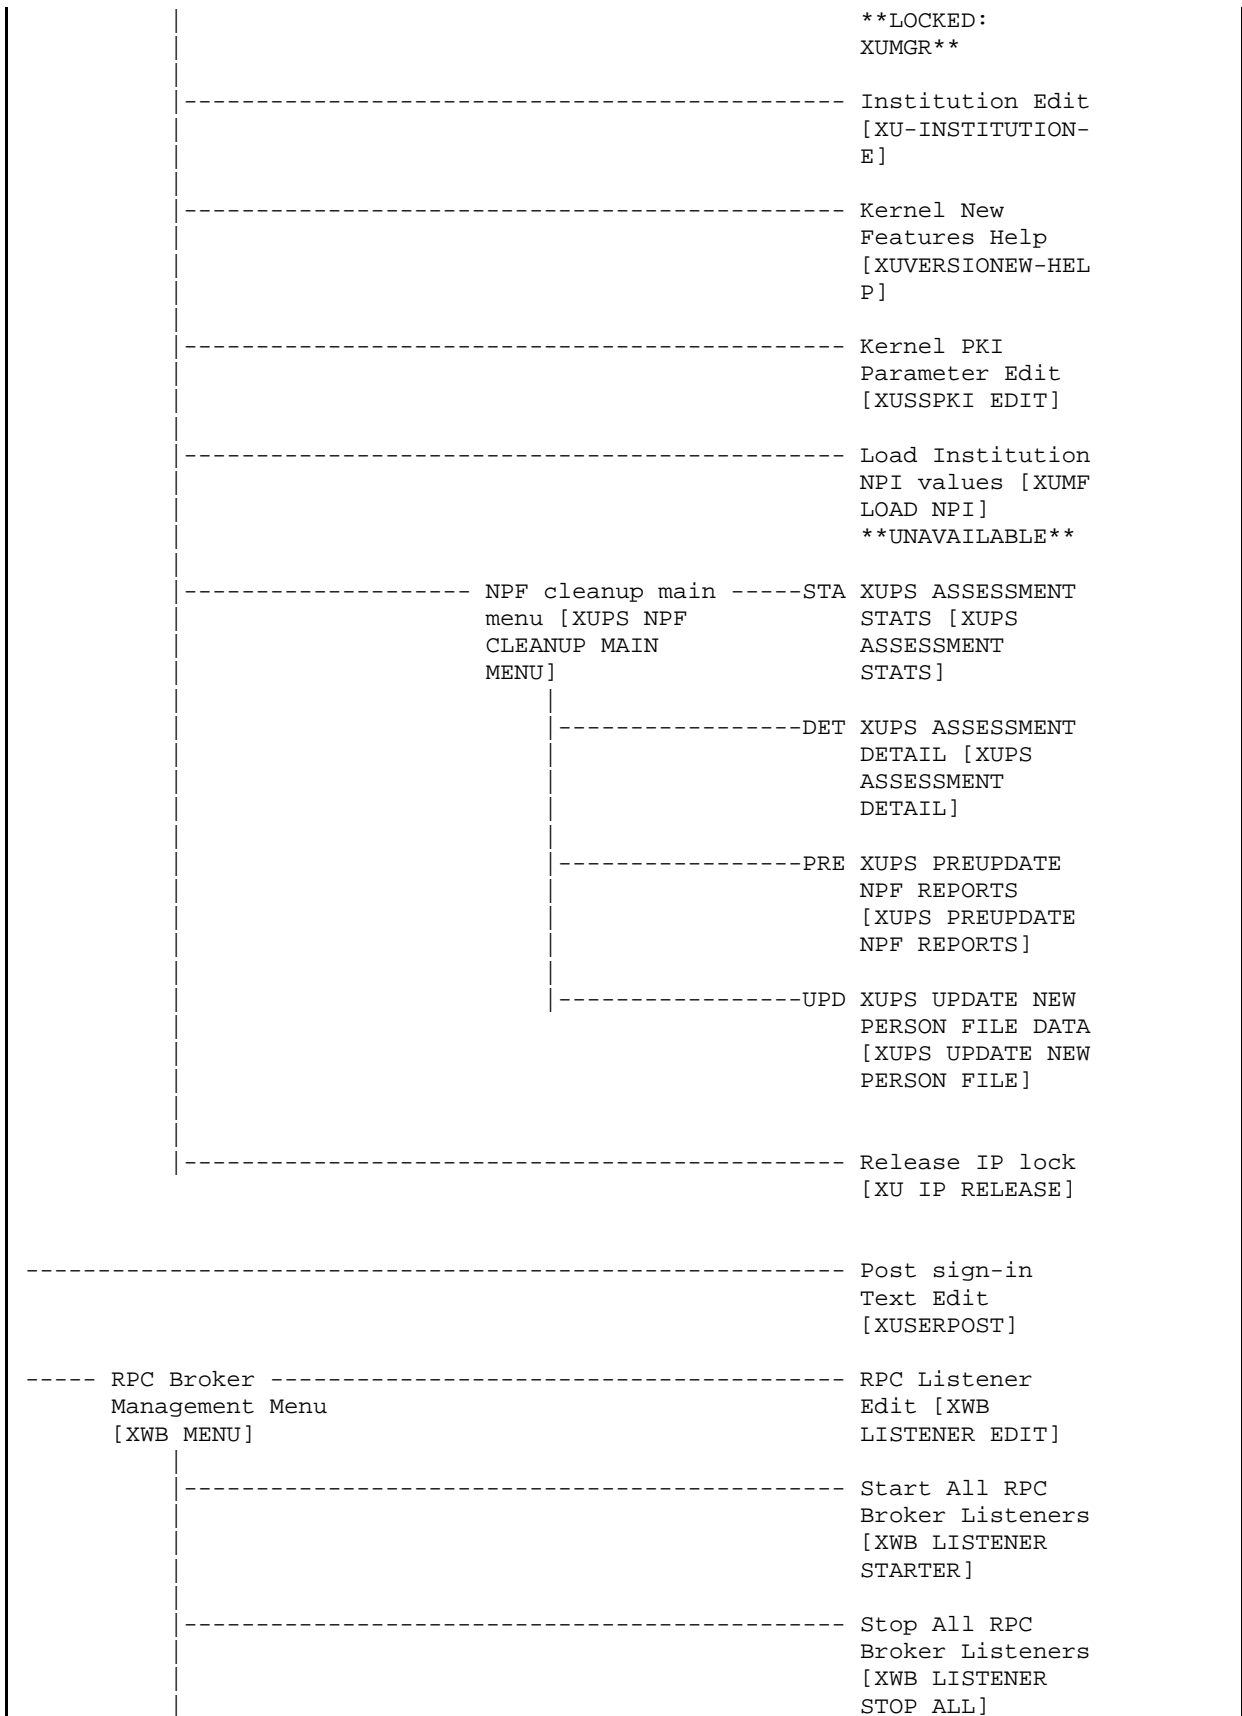 **LOCKED:
XUMGR**
Institution Edit
[XU-INSTITUTION-
E]
Kernel New
Features Help
[XUVERSIONEW-HEL
P]
Kernel PKI
Parameter Edit
[XUSSPKI EDIT]
Load Institution
NPI values [XUMF
LOAD NPI]
**UNAVAILABLE**
NPF cleanup main -----STA XUPS ASSESSMENT
menu [XUPS NPF STATS [XUPS
CLEANUP MAIN ASSESSMENT
MENU] STATS]
DET XUPS ASSESSMENT
DETAIL [XUPS
ASSESSMENT
DETAIL]
PRE XUPS PREUPDATE
NPF REPORTS
[XUPS PREUPDATE
NPF REPORTS]
UPD XUPS UPDATE NEW
PERSON FILE DATA
[XUPS UPDATE NEW
PERSON FILE]
Release IP lock
[XU IP RELEASE]
Post sign-in
Text Edit
[XUSERPOST]
----- RPC Broker ---------------------------------------- RPC Listener
Management Menu Edit [XWB
[XWB MENU] LISTENER EDIT]
Start All RPC
Broker Listeners
[XWB LISTENER
STARTER]
Stop All RPC
Broker Listeners
[XWB LISTENER
STOP ALL]